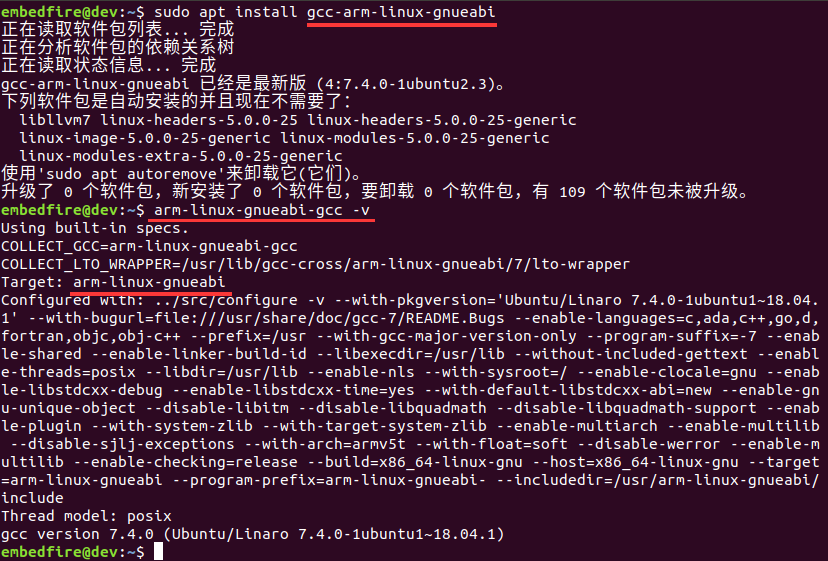 embedfire@dev:~$ sudo apt install gcc-arm-linux-gnueabi
正在读取软件包列表... 完成
正在分析软件包的依赖关系树
正在读取状态信息... 完成
gcc-arm-linux-gnueabi 已经是最新版 (4:7.4.0-1ubuntu2.3)。
下列软件包是自动安装的并且现在不需要了：
  libllvm7 linux-headers-5.0.0-25 linux-headers-5.0.0-25-generic
  linux-image-5.0.0-25-generic linux-modules-5.0.0-25-generic
  linux-modules-extra-5.0.0-25-generic
使用'sudo apt autoremove'来卸载它(它们)。
升级了 0 个软件包，新安装了 0 个软件包，要卸载 0 个软件包，有 109 个软件包未被升级。
embedfire@dev:~$ arm-linux-gnueabi-gcc -v
Using built-in specs.
COLLECT_GCC=arm-linux-gnueabi-gcc
COLLECT_LTO_WRAPPER=/usr/lib/gcc-cross/arm-linux-gnueabi/7/lto-wrapper
Target: arm-linux-gnueabi
Configured with: ../src/configure -v --with-pkgversion='Ubuntu/Linaro 7.4.0-1ubuntu1~18.04.
1' --with-bugurl=file:///usr/share/doc/gcc-7/README.Bugs --enable-languages=c,ada,c++,go,d,
fortran,objc,obj-c++ --prefix=/usr --with-gcc-major-version-only --program-suffix=-7 --enab
le-shared --enable-linker-build-id --libexecdir=/usr/lib --without-included-gettext --enabl
e-threads=posix --libdir=/usr/lib --enable-nls --with-sysroot=/ --enable-clocale=gnu --enab
le-libstdcxx-debug --enable-libstdcxx-time=yes --with-default-libstdcxx-abi=new --enable-gn
u-unique-object --disable-libitm --disable-libquadmath --disable-libquadmath-support --enab
le-plugin --with-system-zlib --with-target-system-zlib --enable-multiarch --enable-multilib
 --disable-sjlj-exceptions --with-arch=armv5t --with-float=soft --disable-werror --enable-m
ultilib --enable-checking=release --build=x86_64-linux-gnu --host=x86_64-linux-gnu --target
=arm-linux-gnueabi --program-prefix=arm-linux-gnueabi- --includedir=/usr/arm-linux-gnueabi/
include
Thread model: posix
gcc version 7.4.0 (Ubuntu/Linaro 7.4.0-1ubuntu1~18.04.1)
embedfire@dev:~$